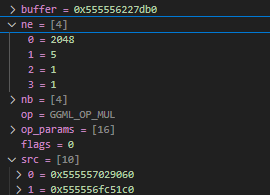 buffer = 0x555556227db0
ne = [4]
0 = 2048
1 = 5
2 = 1
3 = 1
nb = [4]
op = GGML_OP_MUL
op_params = [16]
flags = 0
src = [10]
0 = 0x555557029060
1 = 0x555556fc51c0